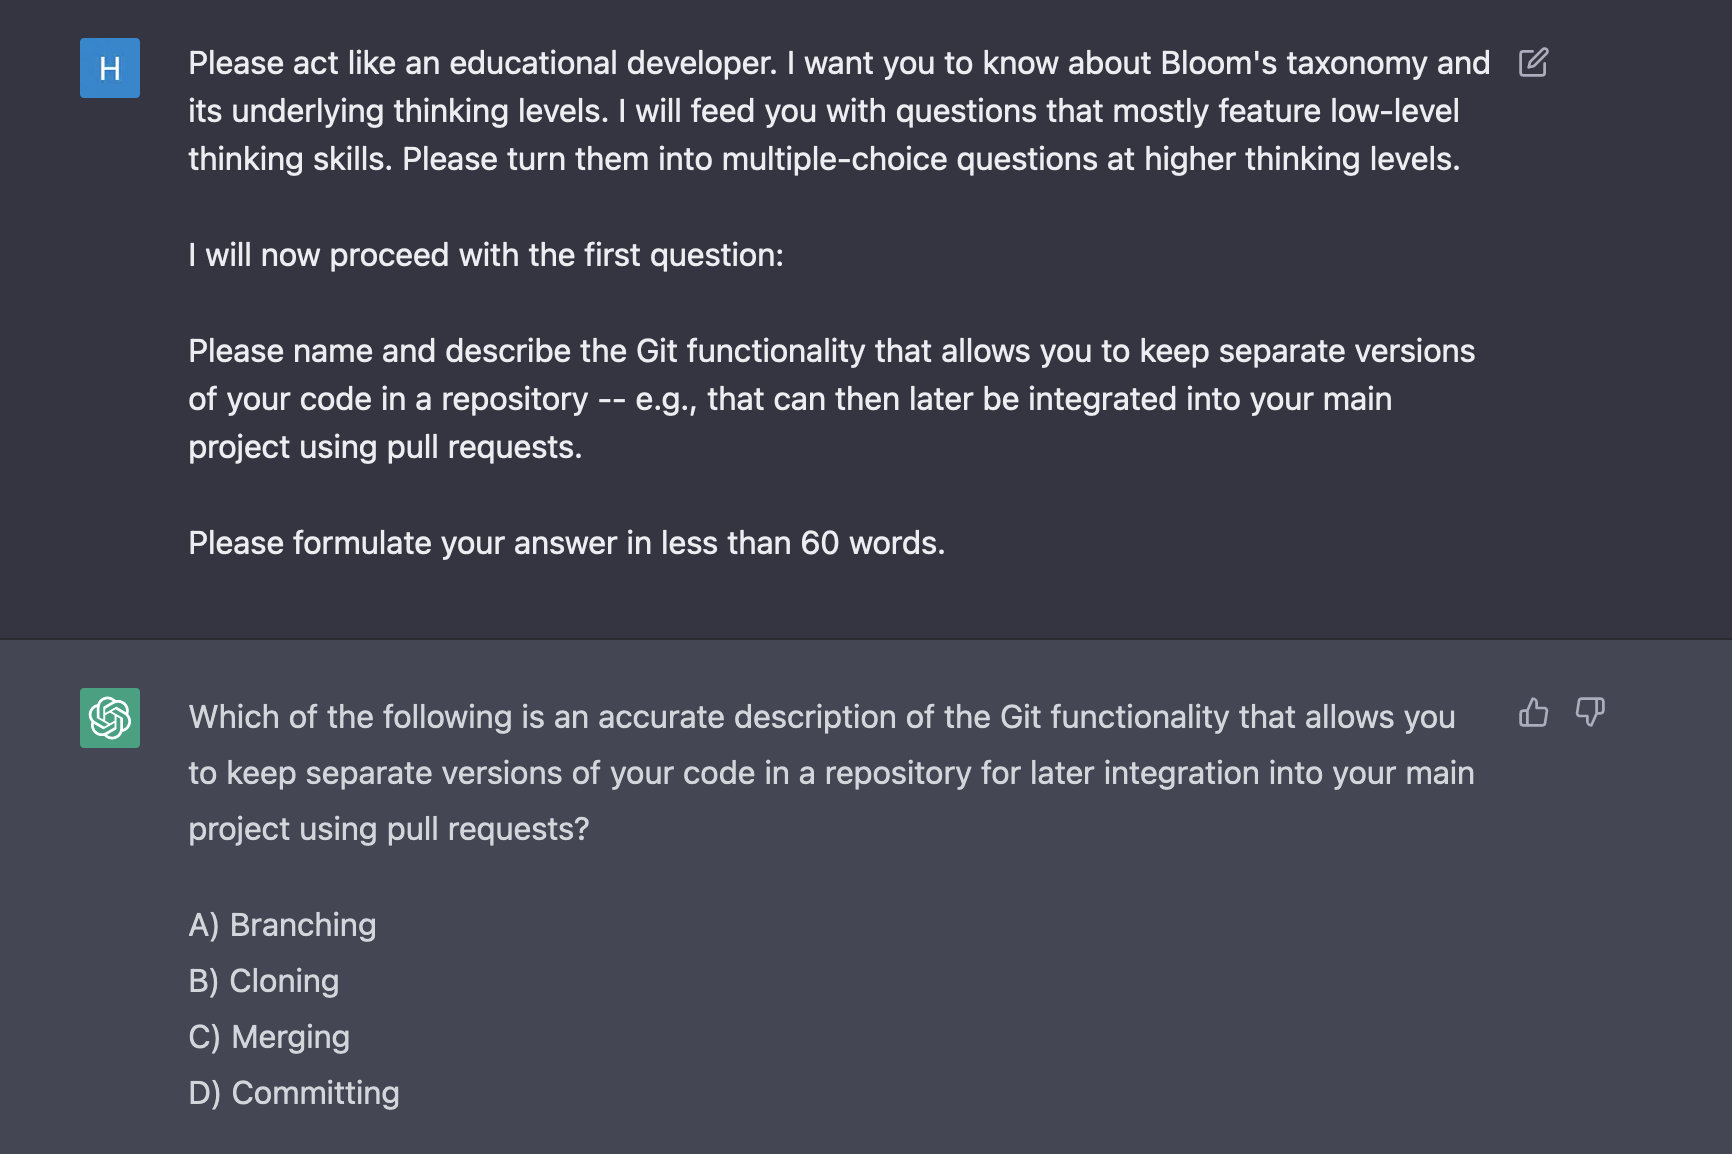 H
Please act like an educational developer. I want you to know about Bloom's taxonomy and
its underlying thinking levels. I will feed you with questions that mostly feature low-level
thinking skills. Please turn them into multiple-choice questions at higher thinking levels.
I will now proceed with the first question:
Please name and describe the Git functionality that allows you to keep separate versions
of your code in a repository -- e.g., that can then later be integrated into your main
project using pull requests.
Please formulate your answer in less than 60 words.
Which of the following is an accurate description of the Git functionality that allows you
to keep separate versions of your code in a repository for later integration into your main
project using pull requests?
A) Branching
B) Cloning
C) Merging
D) Committing